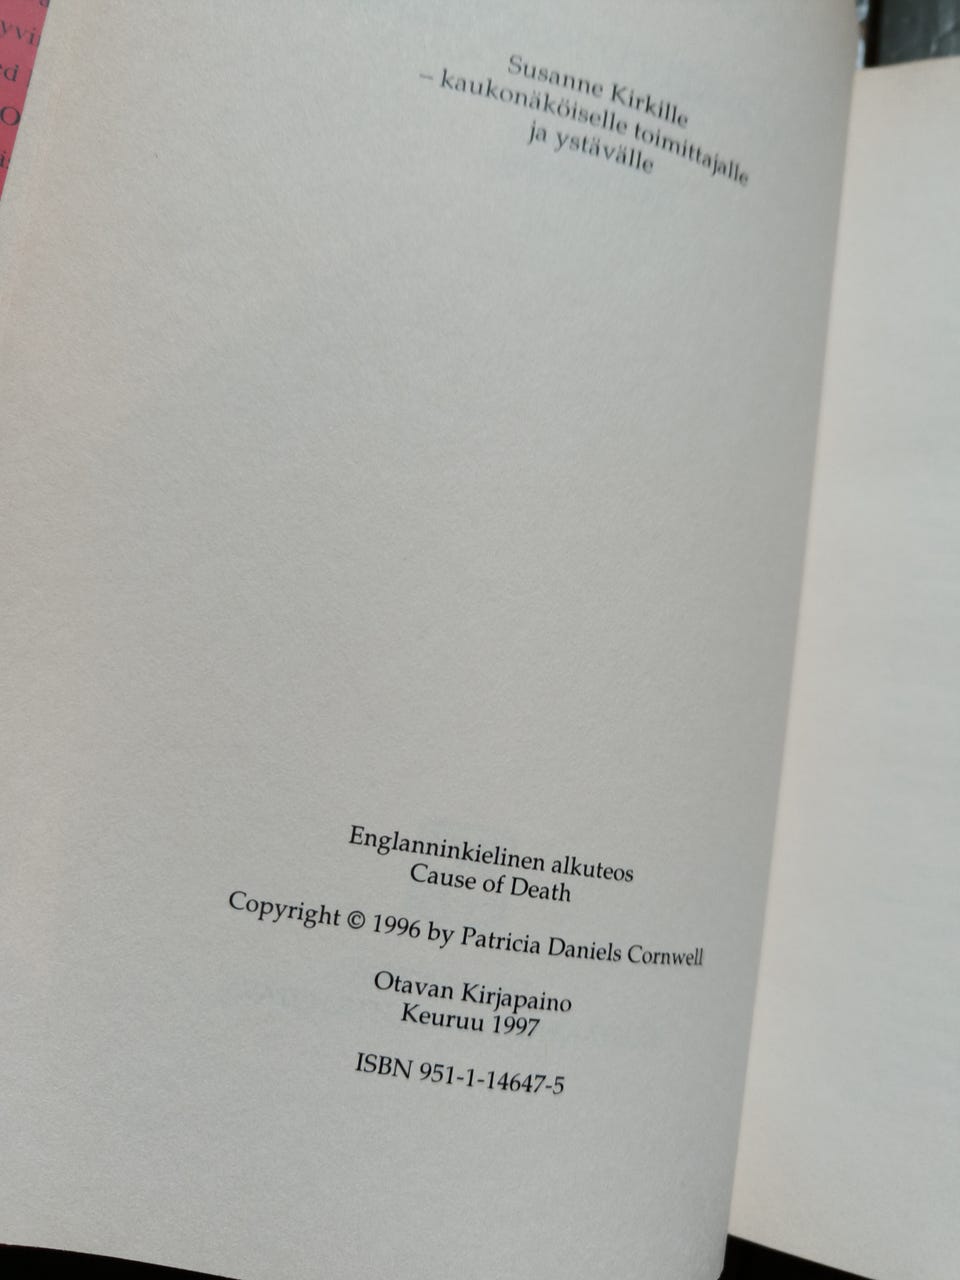 Susanne Kirkille
– kaukonäköiselle toimittajalle
ja ystävälle
Englanninkielinen alkuteos
Cause of Death
Copyright © 1996 by Patricia Daniels Cornwell
Otavan Kirjapaino
Keuruu 1997
ISBN 951-1-14647-5